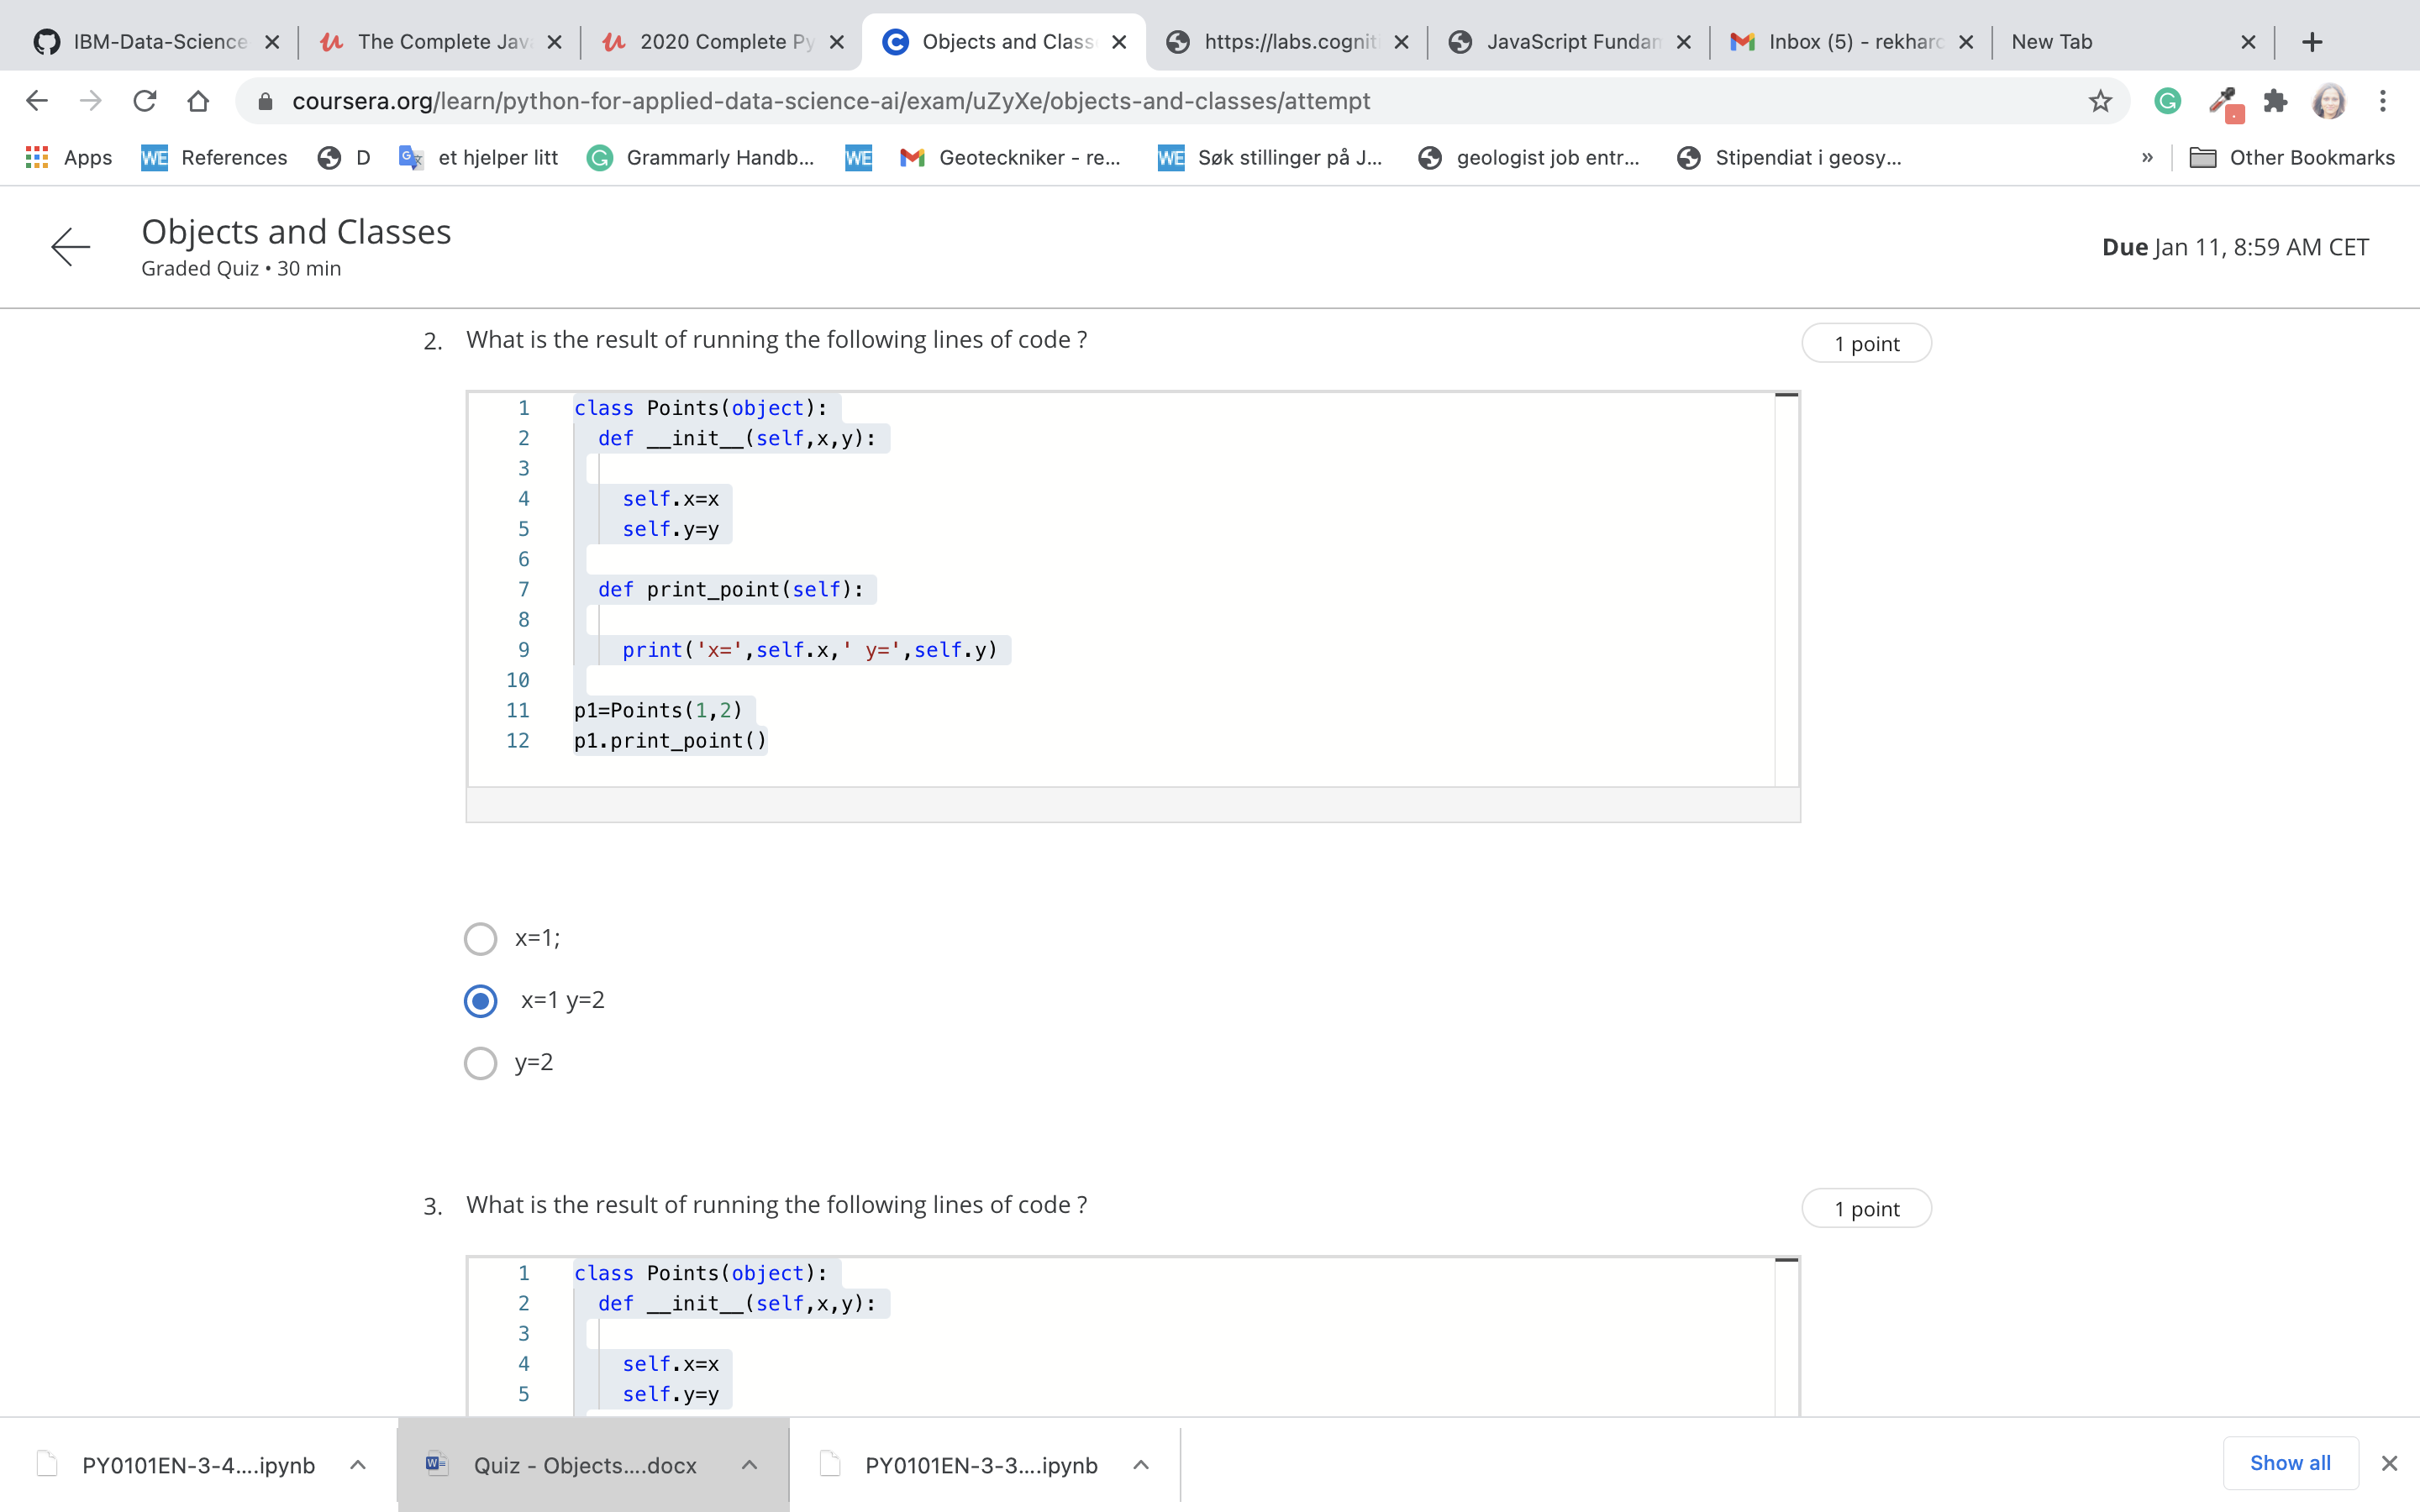 IBM-Data-Science
The Complete Jav
2020 Complete Py
Objects and Class
https://labs.cogniti
JavaScript Fundan
Inbox (5) - rekharc
New Tab
coursera.org/learn/python-for-applied-data-science-ai/exam/uZyXe/objects-and-classes/attempt
Apps
WE References
D
et hjelper litt
Grammarly Handb...
WE
Geoteckniker - re...
WE Søk stillinger på J...
geologist job entr...
Stipendiat i geosy...
»
Other Bookmarks
Objects and Classes
Graded Quiz • 30 min
Due Jan 11, 8:59 AM CET
2. What is the result of running the following lines of code ?
1 point
1 class Points(object):
2 def __init__(self,x,y):
3
4 self.x=x
5 self.y=y
6
7 def print_point(self):
8
9 print('x=',self.x,' y=',self.y)
10
11 p1=Points(1,2)
12 p1.print_point()
x=1;
x=1 y=2
y=2
3. What is the result of running the following lines of code ?
1 point
1 class Points(object):
2 def __init__(self,x,y):
3
4 self.x=x
5 self.y=y
PY0101EN-3-4....ipynb
Quiz - Objects....docx
PY0101EN-3-3....ipynb
Show all